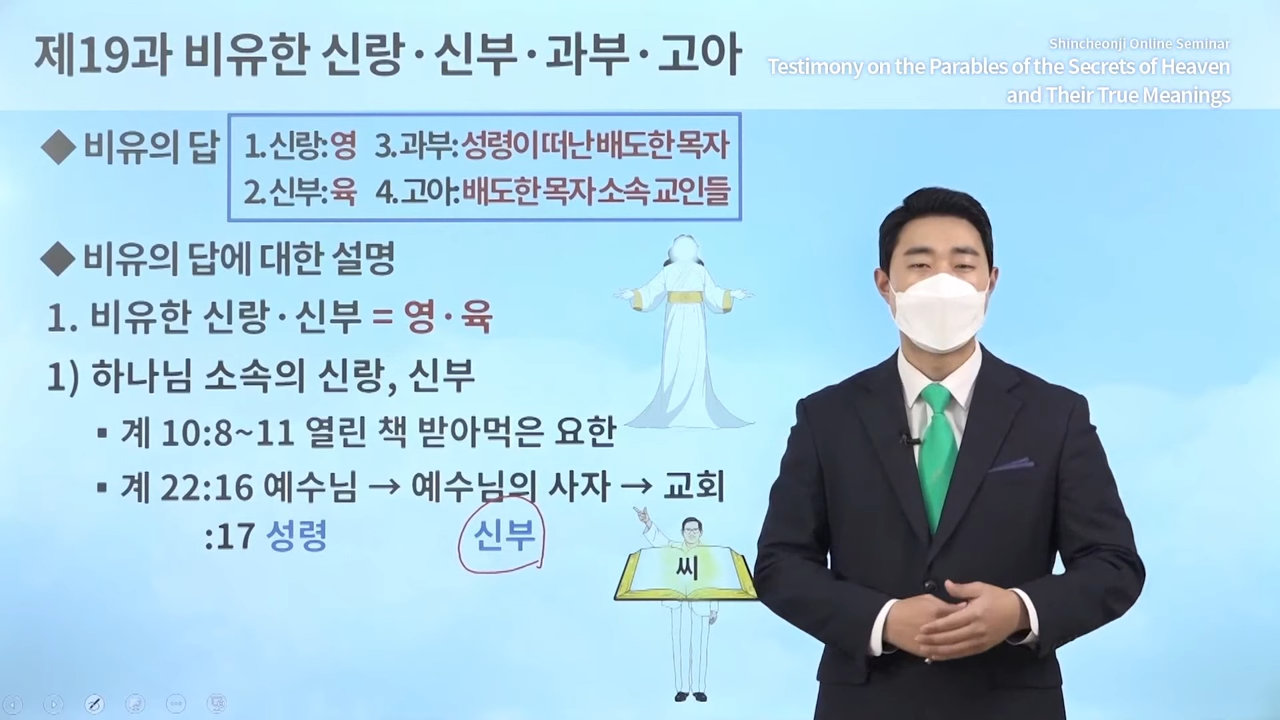 제19과 비유한 신랑·신부·과부·고아
Shincheonji Online Seminar
Testimony on the Parables of the Secrets of Heaven
and Their True Meanings
◆ 비유의 답
1. 신랑: 영 3. 과부: 성령이 떠난 배도한 목자
2. 신부: 육 4. 고아: 배도한 목자 소속 교인들
◆ 비유의 답에 대한 설명
1. 비유한 신랑·신부 = 영·육
1) 하나님 소속의 신랑, 신부
▪ 계 10:8~11 열린 책 받아먹은 요한
▪ 계 22:16 예수님 → 예수님의 사자 → 교회
:17 성령 신부
씨